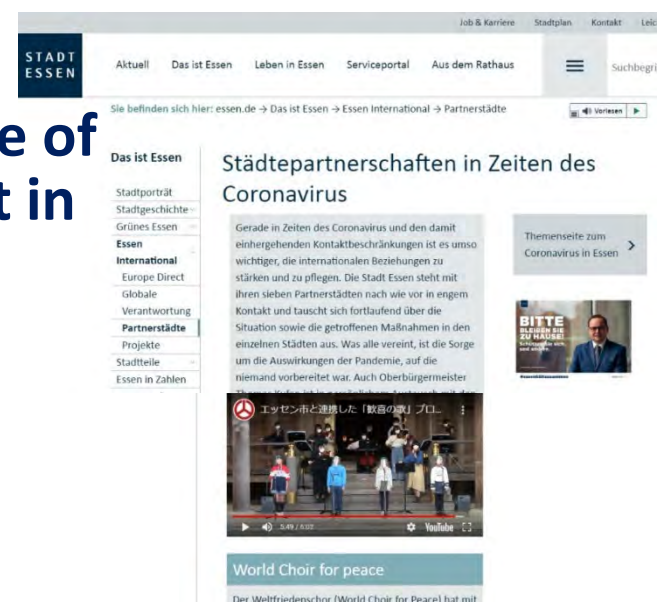 Job & Karriere Stadtplan Kontakt Leic
STADT
ESSEN
Aktuell Das ist Essen Leben in Essen Serviceportal Aus dem Rathaus
Suchbegri
Sie befinden sich hier: essen.de → Das ist Essen → Essen International → Partnerstädte
Vorlesen
e of
t in
Das ist Essen
Stadtporträt
Stadtgeschichte
Grünes Essen
Essen
International
Europe Direct
Globale
Verantwortung
Partnerstädte
Projekte
Stadtteile
Essen in Zahlen
Städtepartnerschaften in Zeiten des
Coronavirus
Gerade in Zeiten des Coronavirus und den damit
einhergehenden Kontaktbeschränkungen ist es umso
wichtiger, die internationalen Beziehungen zu
stärken und zu pflegen. Die Stadt Essen steht mit
ihren sieben Partnerstädten nach wie vor in engem
Kontakt und tauscht sich fortlaufend über die
Situation sowie die getroffenen Maßnahmen in den
einzelnen Städten aus. Was alle vereint, ist die Sorge
um die Auswirkungen der Pandemie, auf die
niemand vorbereitet war. Auch Oberbürgermeister
Themenseite zum
Coronavirus in Essen
BITTE
BLEIBEN SIE
ZU HAUSE!
エッセン市と連携した「歓喜の歌」プロ...
5:49 / 6:02
YouTube
World Choir for peace
Der Weltfriedenschor (World Choir for Peace) hat mit